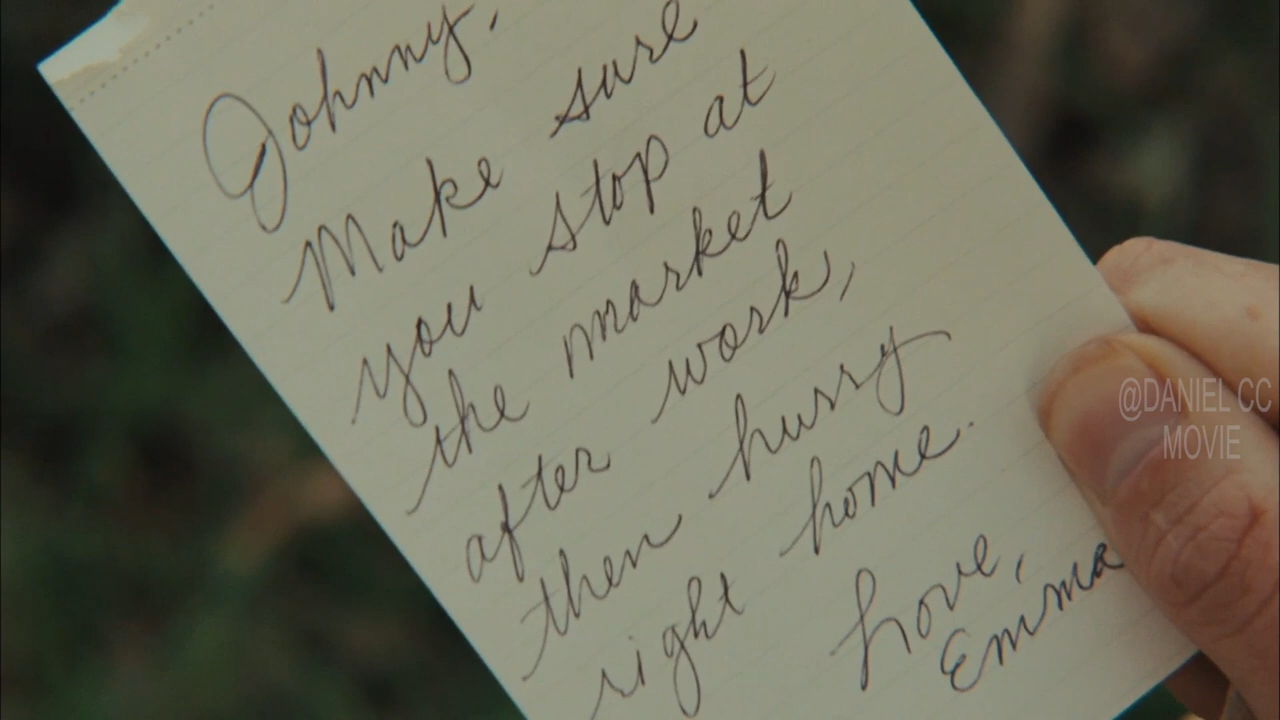 Johnny,
Make sure
you stop at
the market
after work,
then hurry
right home.
Love,
Emma
@DANIEL CC
MOVIE